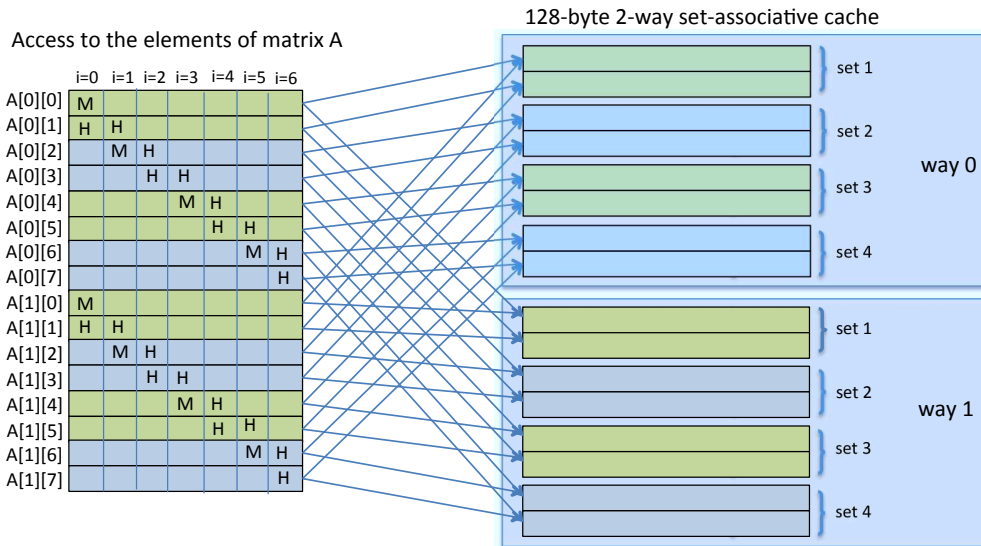 128-byte 2-way set-associative cache
Access to the elements of matrix A
i=0 i=1 i=2 i=3 i=4 i=5 i=6
A[0][0] M
A[0][1] H H
A[0][2] M H
A[0][3] H H
A[0][4] M H
A[0][5] H H
A[0][6] M H
A[0][7] H
A[1][0] M
A[1][1] H H
A[1][2] M H
A[1][3] H H
A[1][4] M H
A[1][5] H H
A[1][6] M H
A[1][7] H
set 1
set 2
set 3
set 4
way 0
set 1
set 2
set 3
set 4
way 1